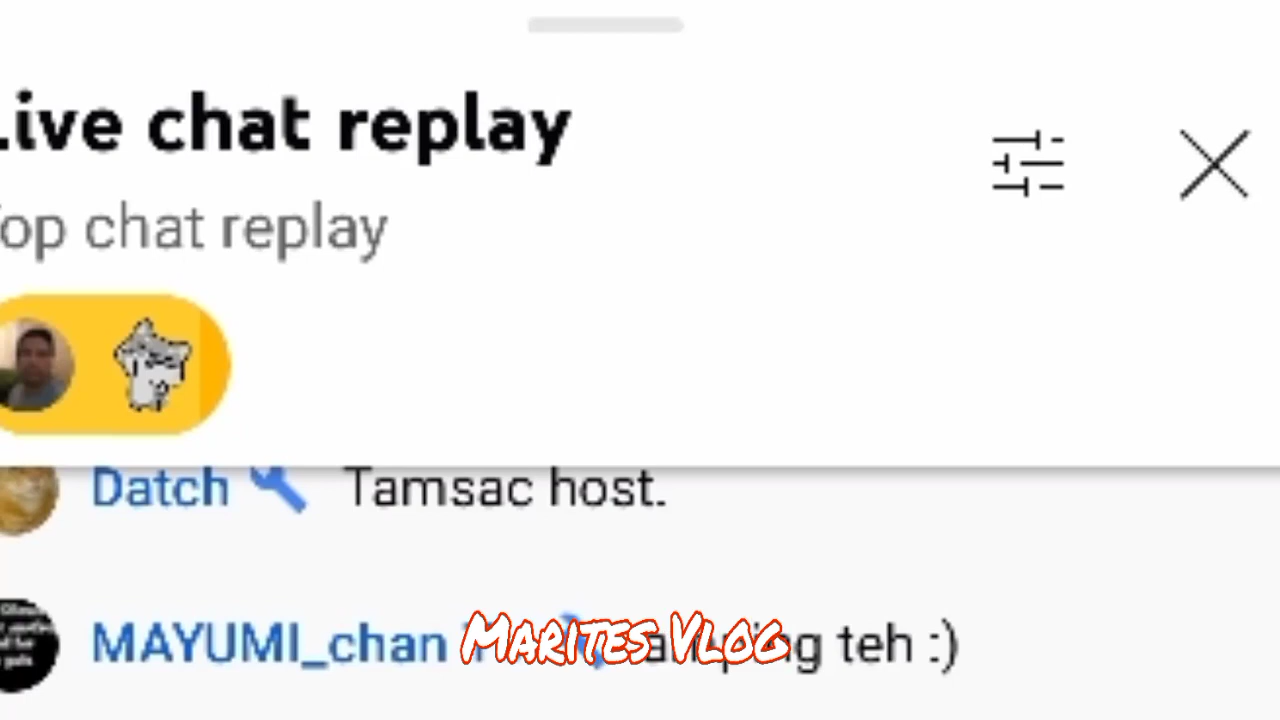 Live chat replay
Top chat replay
Datch Tamsac host.
MAYUMI_chan teh :)
Marites Vlog